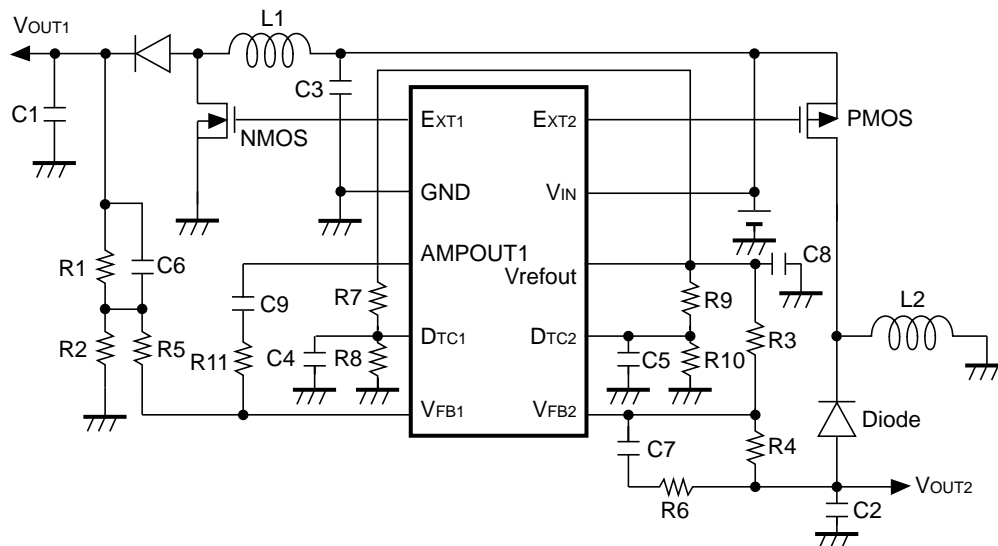 VOUT1
L1
C1
C3
NMOS
EXT1
EXT2
PMOS
GND
VIN
AMPOUT1
Vrefout
C8
R1
C6
C9
R7
R9
L2
R2
R5
R11
C4
R8
DTC1
DTC2
C5
R10
R3
VFB1
VFB2
C7
R4
Diode
R6
C2
VOUT2